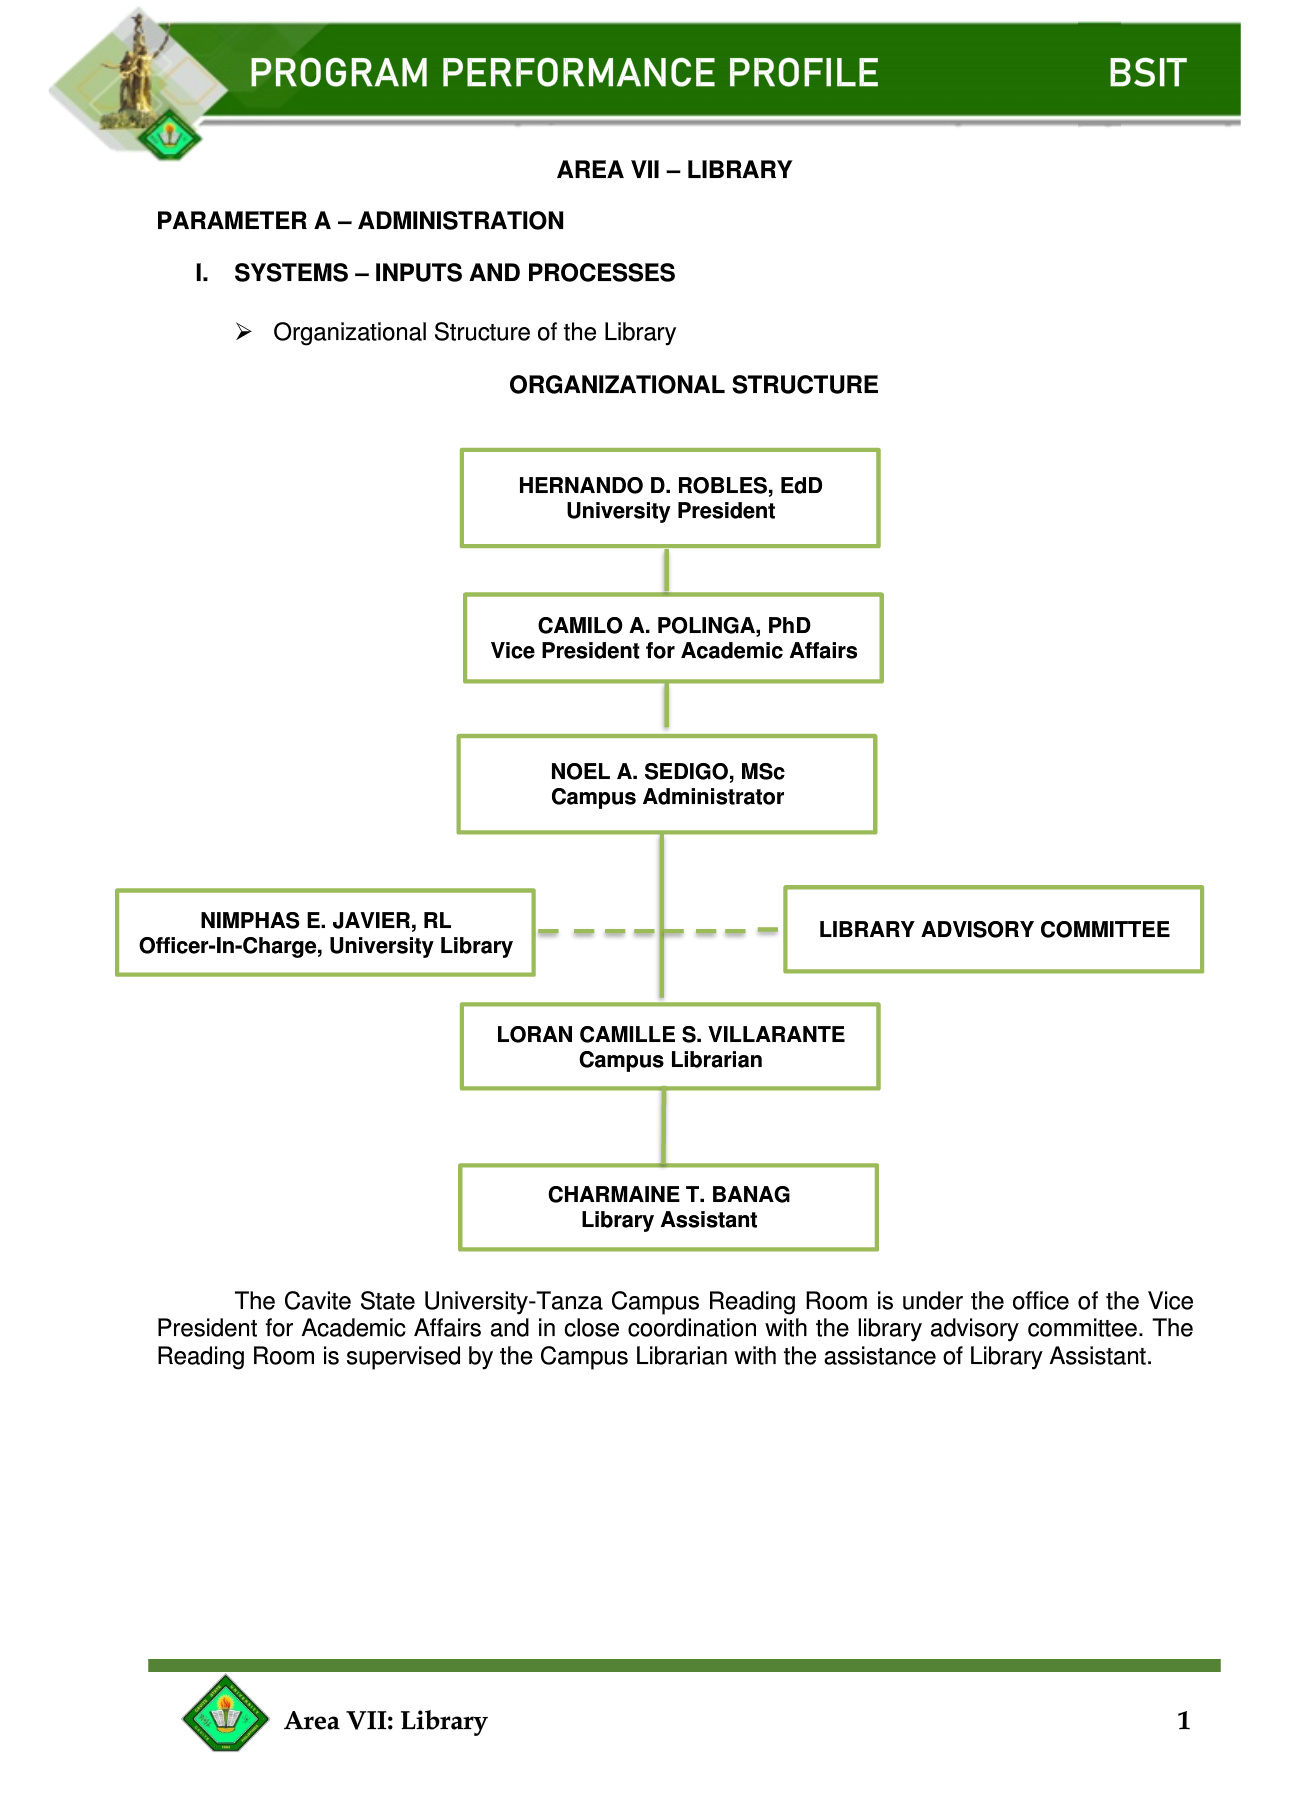 PROGRAM PERFORMANCE PROFILE BSIT
AREA VII – LIBRARY
PARAMETER A – ADMINISTRATION
I. SYSTEMS – INPUTS AND PROCESSES
➢ Organizational Structure of the Library
ORGANIZATIONAL STRUCTURE
HERNANDO D. ROBLES, EdD
University President
CAMILO A. POLINGA, PhD
Vice President for Academic Affairs
NOEL A. SEDIGO, MSc
Campus Administrator
NIMPHAS E. JAVIER, RL
Officer-In-Charge, University Library
LIBRARY ADVISORY COMMITTEE
LORAN CAMILLE S. VILLARANTE
Campus Librarian
CHARMAINE T. BANAG
Library Assistant
The Cavite State University-Tanza Campus Reading Room is under the office of the Vice
President for Academic Affairs and in close coordination with the library advisory committee. The
Reading Room is supervised by the Campus Librarian with the assistance of Library Assistant.
Area VII: Library 1